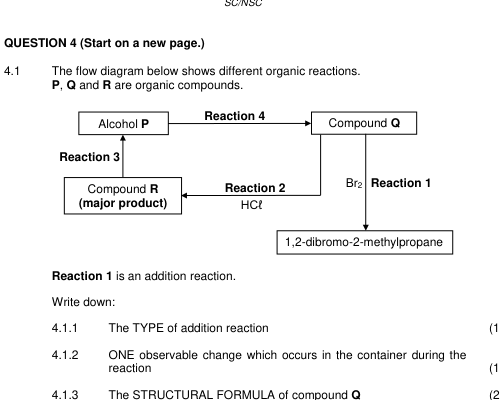 SC/NSC
QUESTION 4 (Start on a new page.)
4.1 The flow diagram below shows different organic reactions.
P, Q and R are organic compounds.
Alcohol P
Reaction 4
Compound Q
Reaction 3
Compound R
(major product)
Reaction 2
HCℓ
Br₂ Reaction 1
1,2-dibromo-2-methylpropane
Reaction 1 is an addition reaction.
Write down:
4.1.1 The TYPE of addition reaction (1
4.1.2 ONE observable change which occurs in the container during the
reaction (1
4.1.3 The STRUCTURAL FORMULA of compound Q (2